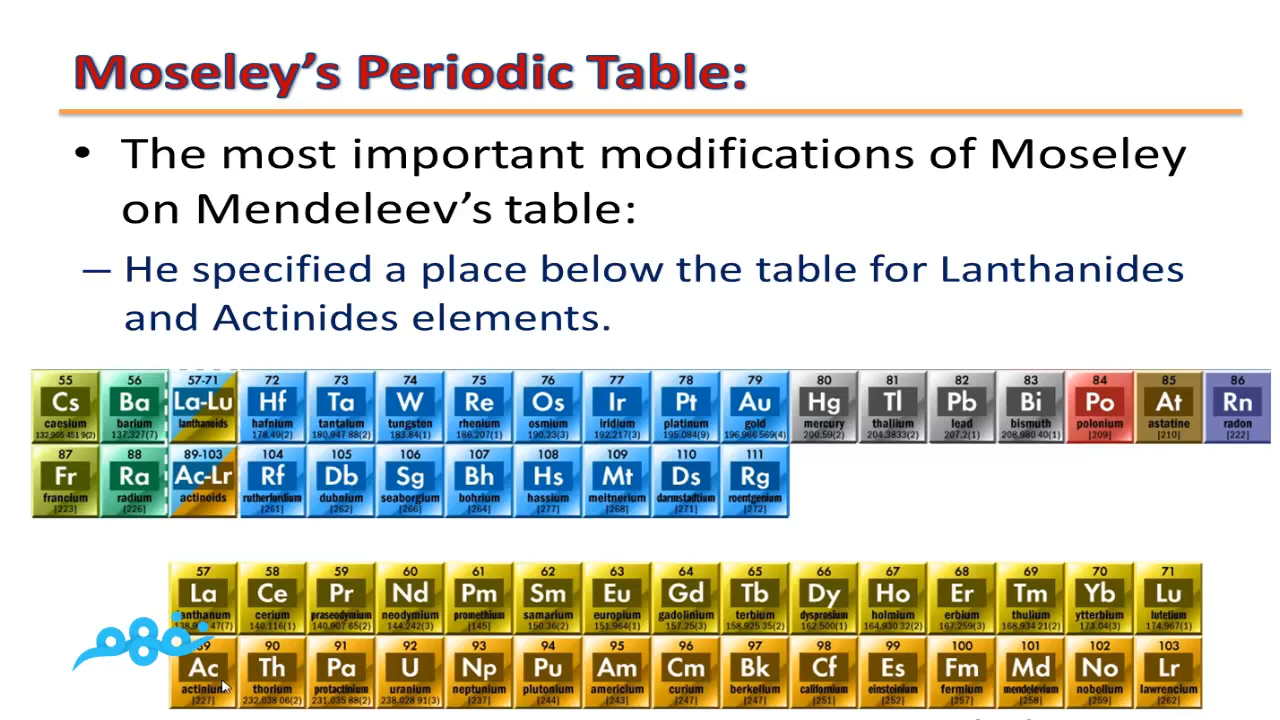 Moseley's Periodic Table:
• The most important modifications of Moseley
on Mendeleev's table:
– He specified a place below the table for Lanthanides
and Actinides elements.
55 56 57-71 72 73 74 75 76 77 78 79 80 81 82 83 84 85 86
Cs Ba La-Lu Hf Ta W Re Os Ir Pt Au Hg Tl Pb Bi Po At Rn
caesium barium lanthanoids hafnium tantalum tungsten rhenium osmium iridium platinum gold mercury thallium lead bismuth polonium astatine radon
132.905 451 9(2) 137.327(7) 178.49(2) 180.947 88(2) 183.84(1) 186.207(1) 190.23(3) 192.217(3) 195.084(9) 196.966 569(4) 200.59(2) 204.3833(2) 207.2(1) 208.980 40(1) [209] [210] [222]
87 88 89-103 104 105 106 107 108 109 110 111
Fr Ra Ac-Lr Rf Db Sg Bh Hs Mt Ds Rg
francium radium actinoids rutherfordium dubnium seaborgium bohrium hassium meitnerium darmstadtium roentgenium
[223] [226] [261] [262] [266] [264] [277] [268] [271] [272]
57 58 59 60 61 62 63 64 65 66 67 68 69 70 71
La Ce Pr Nd Pm Sm Eu Gd Tb Dy Ho Er Tm Yb Lu
cerium praseodymium neodymium promethium samarium europium gadolinium terbium dysprosium holmium erbium thulium ytterbium lutetium
140.116(1) 140.907 65(2) 144.242(3) [145] 150.36(2) 151.964(1) 157.25(3) 158.925 35(2) 162.500(1) 164.930 32(2) 167.259(3) 168.934 21(2) 173.04(3) 174.967(1)
90 91 92 93 94 95 96 97 98 99 100 101 102 103
Ac Th Pa U Np Pu Am Cm Bk Cf Es Fm Md No Lr
actinium thorium protactinium uranium neptunium plutonium americium curium berkelium californium einsteinium fermium mendelevium nobelium lawrencium
[227] 232.038 06(2) 231.035 88(2) 238.028 91(3) [237] [244] [243] [247] [247] [251] [252] [257] [258] [259] [262]